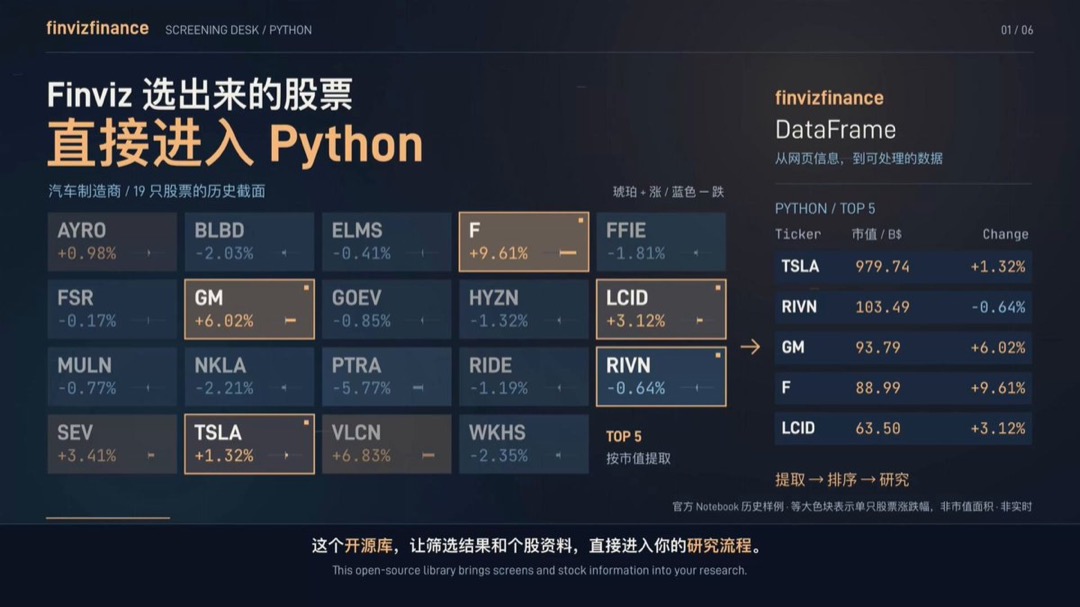 finvizfinance SCREENING DESK / PYTHON 01 / 06
Finviz 选出来的股票
直接进入 Python
汽车制造商 / 19 只股票的历史截面 琥珀 + 涨 / 蓝色 − 跌
AYRO BLBD ELMS F FFIE
+0.98% -2.03% -0.41% +9.61% -1.81%
FSR GM GOEV HYZN LCID
-0.17% +6.02% -0.85% -1.32% +3.12%
MULN NKLA PTRA RIDE RIVN
-0.77% -2.21% -5.77% -1.19% -0.64%
SEV TSLA VLCN WKHS
+3.41% +1.32% +6.83% -2.35%
TOP 5
按市值提取
→
finvizfinance
DataFrame
从网页信息，到可处理的数据
PYTHON / TOP 5
Ticker 市值 / B$ Change
TSLA 979.74 +1.32%
RIVN 103.49 -0.64%
GM 93.79 +6.02%
F 88.99 +9.61%
LCID 63.50 +3.12%
提取 → 排序 → 研究
官方 Notebook 历史样例 · 等大色块表示单只股票涨跌幅，非市值面积 · 非实时
这个开源库，让筛选结果和个股资料，直接进入你的研究流程。
This open-source library brings screens and stock information into your research.